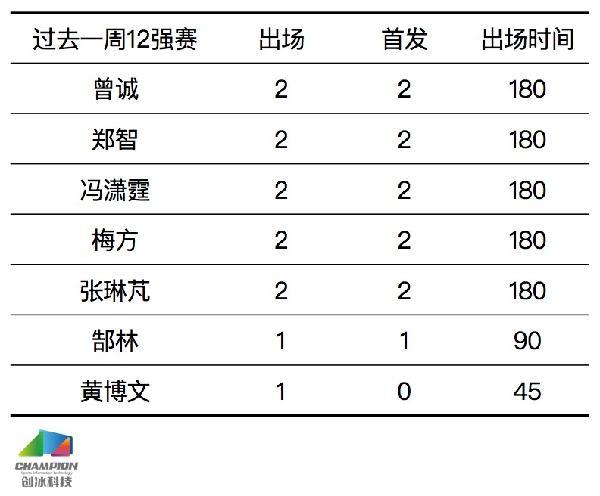 过去一周12强赛 出场 首发 出场时间
曾诚 2 2 180
郑智 2 2 180
冯潇霆 2 2 180
梅方 2 2 180
张琳芃 2 2 180
郜林 1 1 90
黄博文 1 0 45
CHAMPION
Sports Information Technology
创冰科技